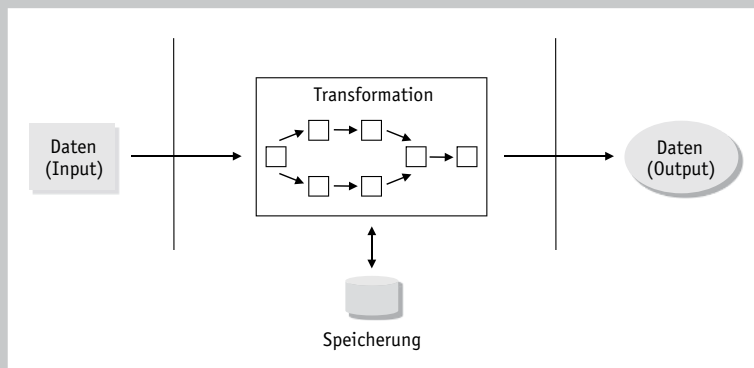 Transformation
Daten
(Input)
Daten
(Output)
Speicherung